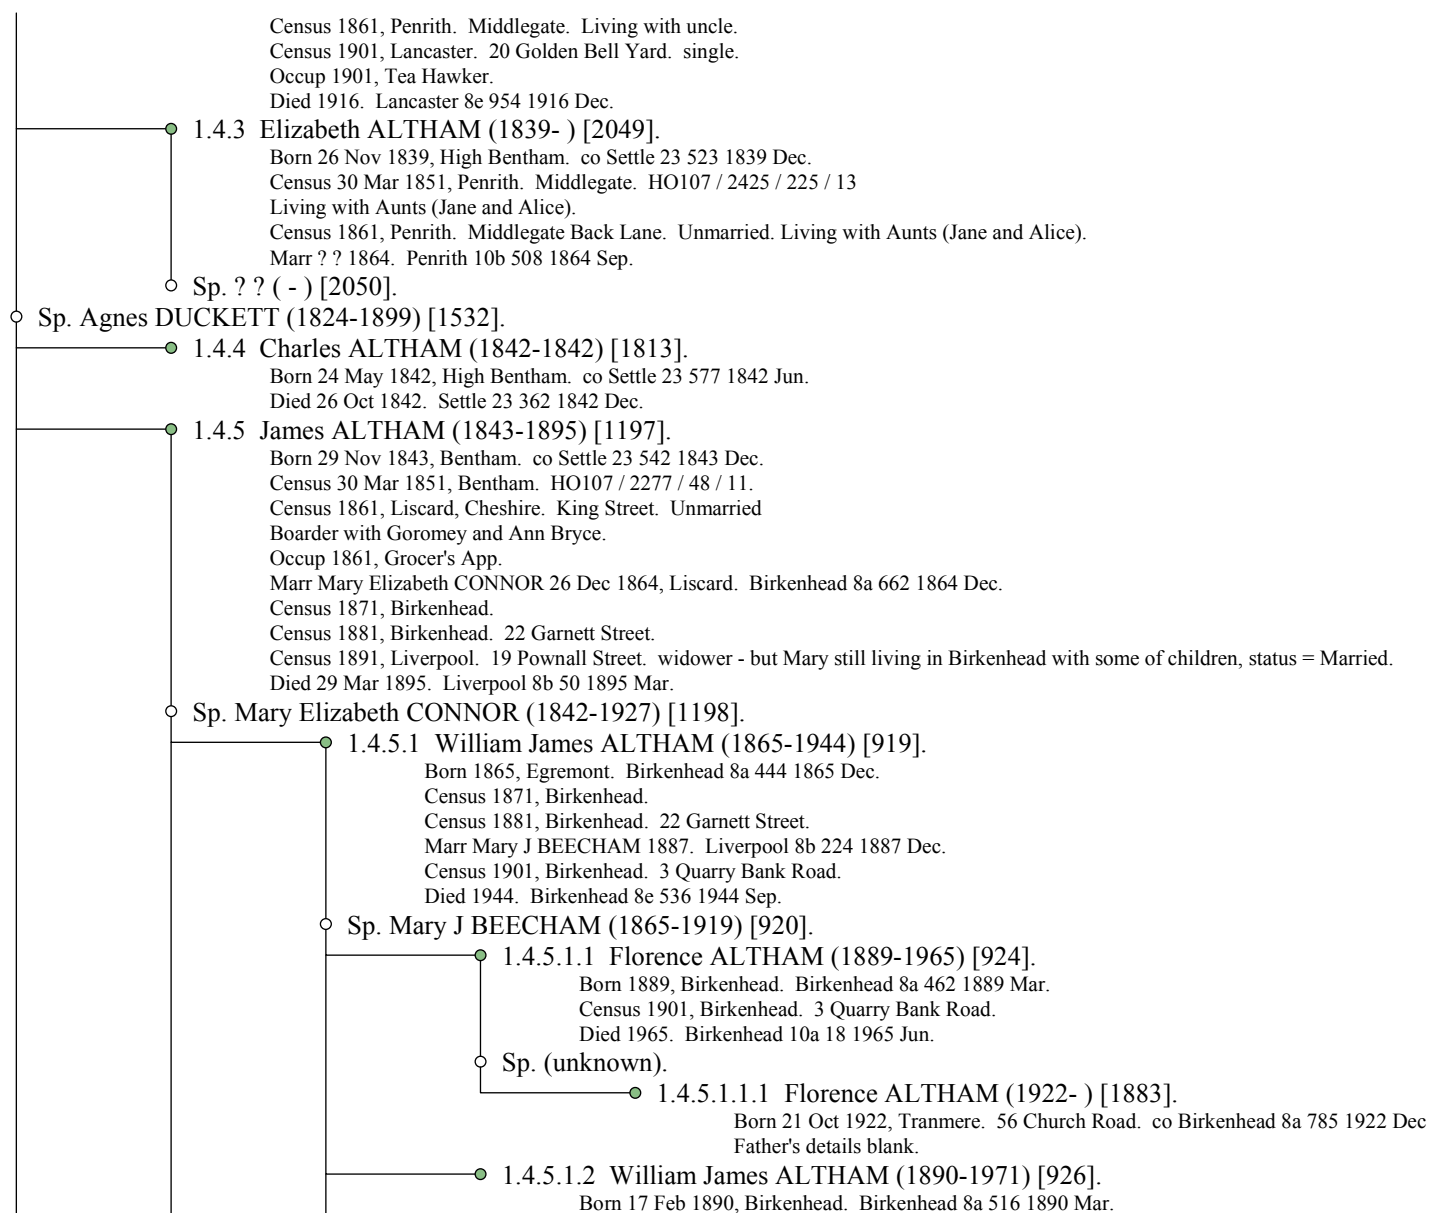 Census 1861, Penrith.  Middlegate.  Living with uncle.
Census 1901, Lancaster.  20 Golden Bell Yard.  single.
Occup 1901, Tea Hawker.
Died 1916.  Lancaster 8e 954 1916 Dec.
1.4.3  Elizabeth ALTHAM (1839- ) [2049].
Born 26 Nov 1839, High Bentham.  co Settle 23 523 1839 Dec.
Census 30 Mar 1851, Penrith.  Middlegate.  HO107 / 2425 / 225 / 13
Living with Aunts (Jane and Alice).
Census 1861, Penrith.  Middlegate Back Lane.  Unmarried. Living with Aunts (Jane and Alice).
Marr ? ? 1864.  Penrith 10b 508 1864 Sep.
Sp. ? ? ( - ) [2050].
Sp. Agnes DUCKETT (1824-1899) [1532].
1.4.4  Charles ALTHAM (1842-1842) [1813].
Born 24 May 1842, High Bentham.  co Settle 23 577 1842 Jun.
Died 26 Oct 1842.  Settle 23 362 1842 Dec.
1.4.5  James ALTHAM (1843-1895) [1197].
Born 29 Nov 1843, Bentham.  co Settle 23 542 1843 Dec.
Census 30 Mar 1851, Bentham.  HO107 / 2277 / 48 / 11.
Census 1861, Liscard, Cheshire.  King Street.  Unmarried
Boarder with Goromey and Ann Bryce.
Occup 1861, Grocer's App.
Marr Mary Elizabeth CONNOR 26 Dec 1864, Liscard.  Birkenhead 8a 662 1864 Dec.
Census 1871, Birkenhead.
Census 1881, Birkenhead.  22 Garnett Street.
Census 1891, Liverpool.  19 Pownall Street.  widower - but Mary still living in Birkenhead with some of children, status = Married.
Died 29 Mar 1895.  Liverpool 8b 50 1895 Mar.
Sp. Mary Elizabeth CONNOR (1842-1927) [1198].
1.4.5.1  William James ALTHAM (1865-1944) [919].
Born 1865, Egremont.  Birkenhead 8a 444 1865 Dec.
Census 1871, Birkenhead.
Census 1881, Birkenhead.  22 Garnett Street.
Marr Mary J BEECHAM 1887.  Liverpool 8b 224 1887 Dec.
Census 1901, Birkenhead.  3 Quarry Bank Road.
Died 1944.  Birkenhead 8e 536 1944 Sep.
Sp. Mary J BEECHAM (1865-1919) [920].
1.4.5.1.1  Florence ALTHAM (1889-1965) [924].
Born 1889, Birkenhead.  Birkenhead 8a 462 1889 Mar.
Census 1901, Birkenhead.  3 Quarry Bank Road.
Died 1965.  Birkenhead 10a 18 1965 Jun.
Sp. (unknown).
1.4.5.1.1.1  Florence ALTHAM (1922- ) [1883].
Born 21 Oct 1922, Tranmere.  56 Church Road.  co Birkenhead 8a 785 1922 Dec
Father's details blank.
1.4.5.1.2  William James ALTHAM (1890-1971) [926].
Born 17 Feb 1890, Birkenhead.  Birkenhead 8a 516 1890 Mar.